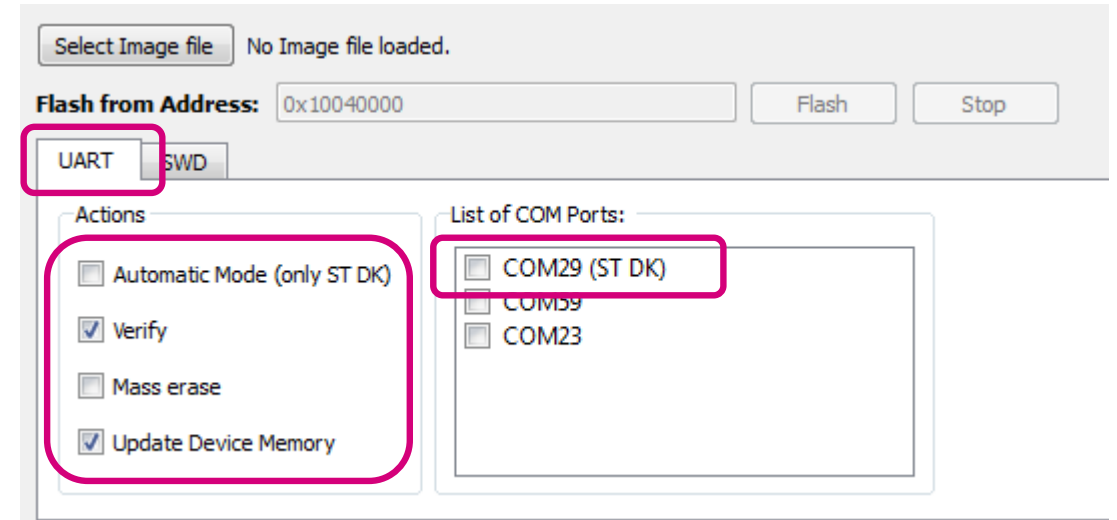 Select Image file No Image file loaded.
Flash from Address: 0x10040000 Flash Stop
UART SWD
Actions
Automatic Mode (only ST DK)
Verify
Mass erase
Update Device Memory
List of COM Ports:
COM29 (ST DK)
COM59
COM23